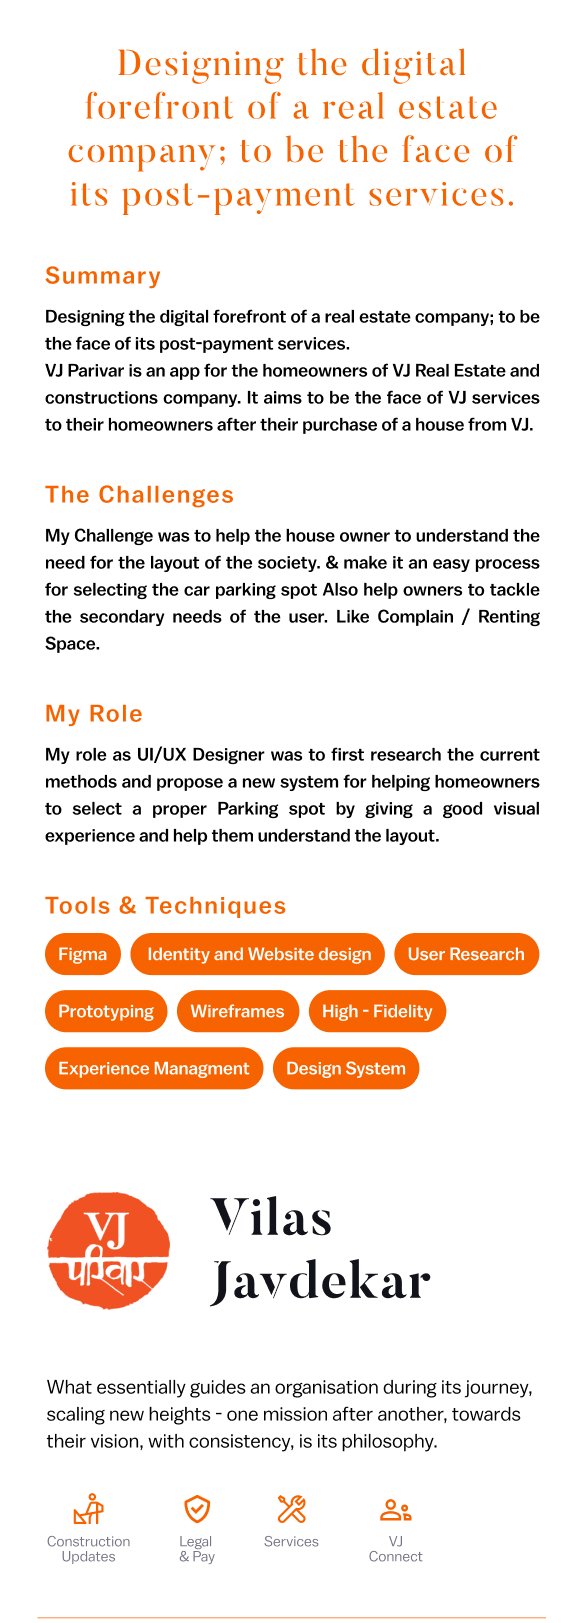 Designing the digital
forefront of a real estate
company; to be the face of
its post-payment services.
Summary
Designing the digital forefront of a real estate company; to be
the face of its post-payment services.
VJ Parivar is an app for the homeowners of VJ Real Estate and
constructions company. It aims to be the face of VJ services
to their homeowners after their purchase of a house from VJ.
The Challenges
My Challenge was to help the house owner to understand the
need for the layout of the society. & make it an easy process
for selecting the car parking spot Also help owners to tackle
the secondary needs of the user. Like Complain / Renting
Space.
My Role
My role as UI/UX Designer was to first research the current
methods and propose a new system for helping homeowners
to select a proper Parking spot by giving a good visual
experience and help them understand the layout.
Tools & Techniques
Figma Identity and Website design User Research
Prototyping Wireframes High - Fidelity
Experience Managment Design System
VJ
परिवार
Vilas
Javdekar
What essentially guides an organisation during its journey,
scaling new heights - one mission after another, towards
their vision, with consistency, is its philosophy.
Construction Legal Services VJ
Updates & Pay Connect